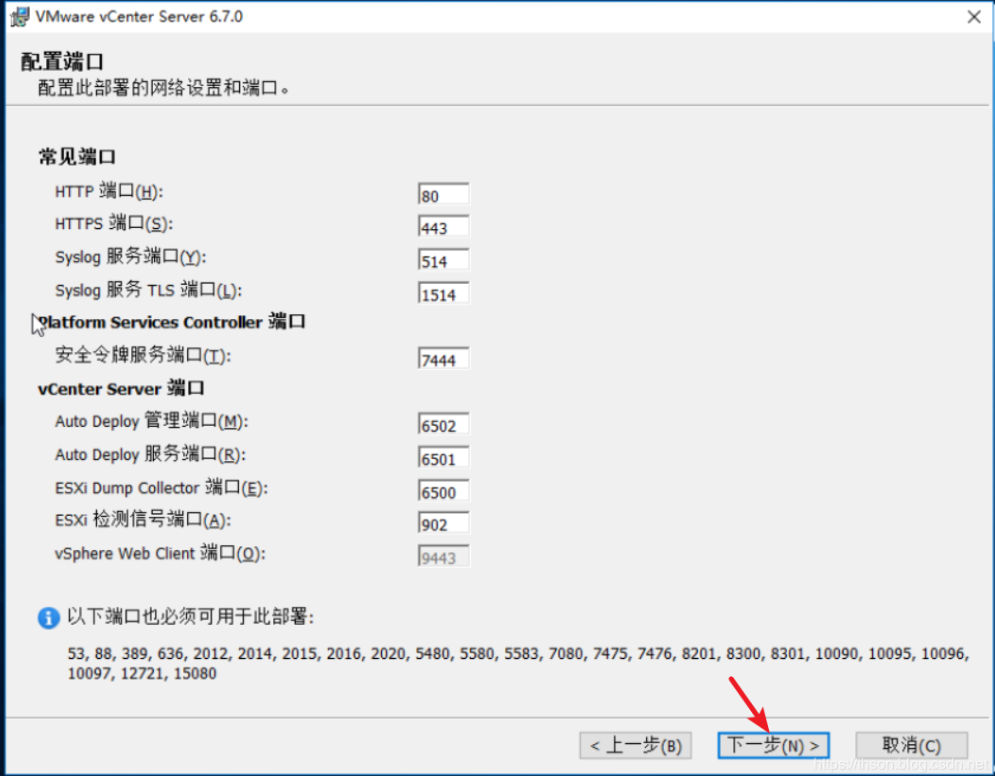 VMware vCenter Server 6.7.0
配置端口
配置此部署的网络设置和端口。
常见端口
HTTP 端口(H): 80
HTTPS 端口(S): 443
Syslog 服务端口(Y): 514
Syslog 服务 TLS 端口(L): 1514
Platform Services Controller 端口
安全令牌服务端口(T): 7444
vCenter Server 端口
Auto Deploy 管理端口(M): 6502
Auto Deploy 服务端口(R): 6501
ESXi Dump Collector 端口(E): 6500
ESXi 检测信号端口(A): 902
vSphere Web Client 端口(O): 9443
以下端口也必须可用于此部署:
53, 88, 389, 636, 2012, 2014, 2015, 2016, 2020, 5480, 5580, 5583, 7080, 7475, 7476, 8201, 8300, 8301, 10090, 10095, 10096,
10097, 12721, 15080
< 上一步(B) 下一步(N) > 取消(C)
https://thson.blog.csdn.net